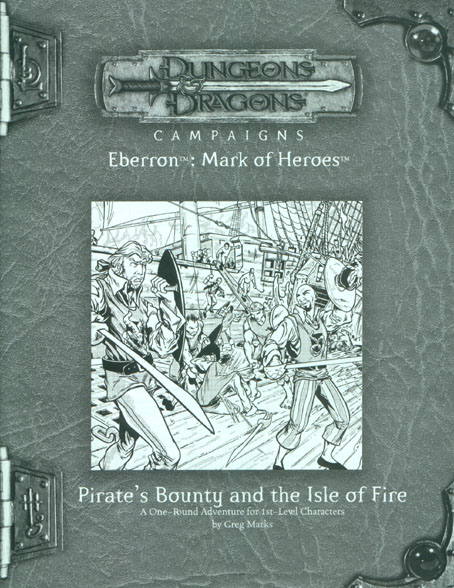 DUNGEONS
& DRAGONS
CAMPAIGNS
Eberron™: Mark of Heroes™
Pirate's Bounty and the Isle of Fire
A One-Round Adventure for 1st-Level Characters
by Greg Marks